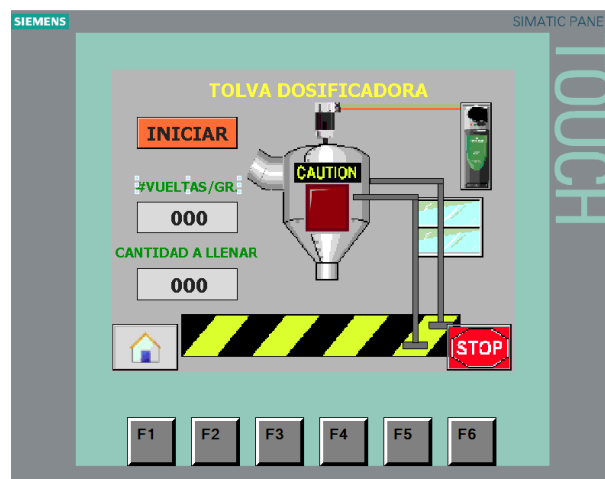 SIEMENS
SIMATIC PANE
TOUCH
TOLVA DOSIFICADORA
INICIAR
CAUTION
#VUELTAS/GR.
000
CANTIDAD A LLENAR
000
STOP
F1 F2 F3 F4 F5 F6